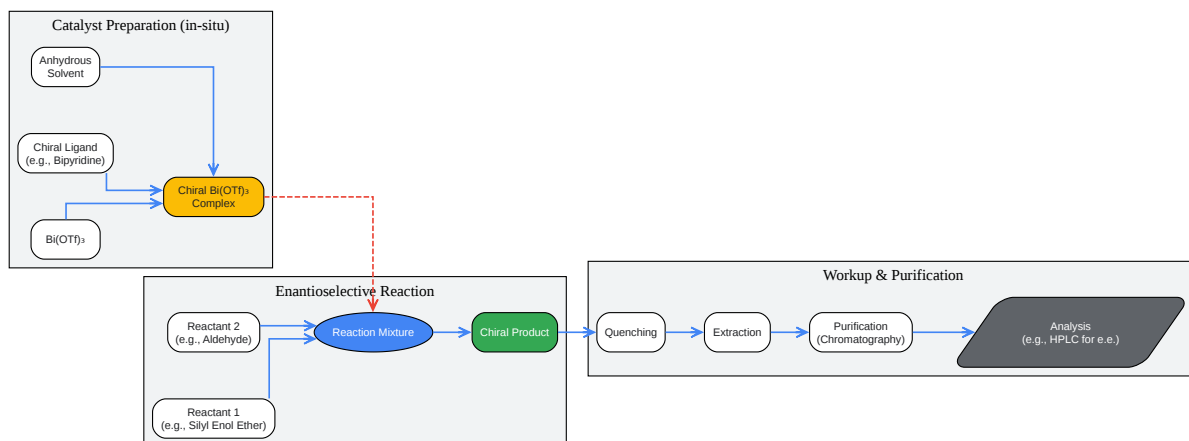 Catalyst Preparation (in-situ)
Anhydrous
Solvent
Chiral Ligand
(e.g., Bipyridine)
Chiral Bi(OTf)₃
Complex
Bi(OTf)₃
Enantioselective Reaction
Reactant 2
(e.g., Aldehyde)
Reaction Mixture
Chiral Product
Reactant 1
(e.g., Silyl Enol Ether)
Workup & Purification
Quenching
Extraction
Purification
(Chromatography)
Analysis
(e.g., HPLC for e.e.)